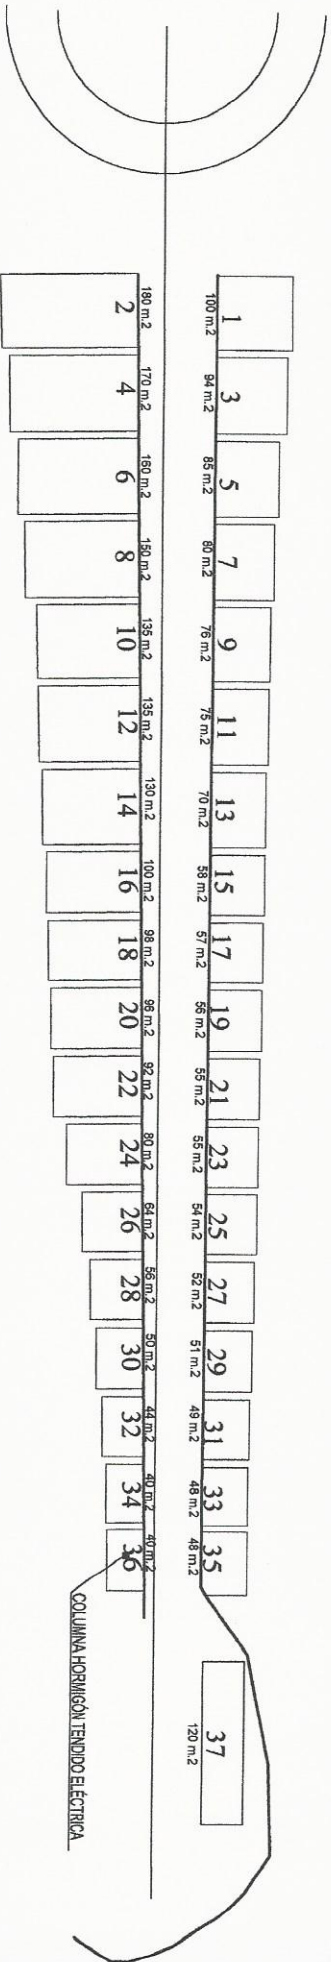 1
100 m.2
3
94 m.2
5
85 m.2
7
80 m.2
9
76 m.2
11
75 m.2
13
70 m.2
15
58 m.2
17
57 m.2
19
56 m.2
21
55 m.2
23
55 m.2
25
54 m.2
27
52 m.2
29
51 m.2
31
49 m.2
33
48 m.2
35
48 m.2
37
120 m.2
180 m.2
2
170 m.2
4
160 m.2
6
150 m.2
8
135 m.2
10
135 m.2
12
130 m.2
14
100 m.2
16
98 m.2
18
96 m.2
20
92 m.2
22
80 m.2
24
64 m.2
26
56 m.2
28
50 m.2
30
44 m.2
32
40 m.2
34
40 m.2
36
COLUMNA HORMIGÓN TENDIDO ELÉCTRICA